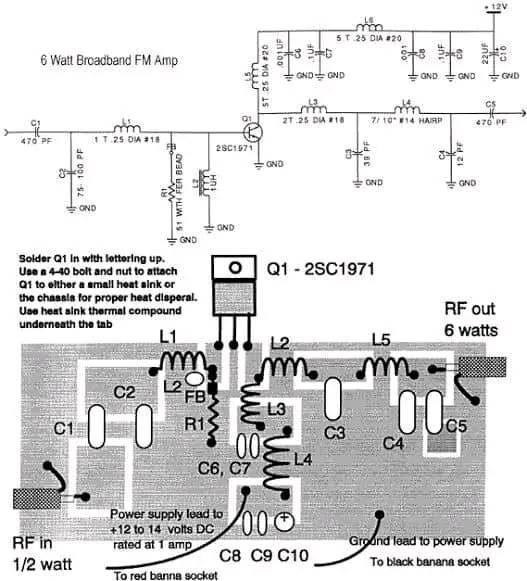 + 12V
L6
5 T .25 DIA #20
6 Watt Broadband FM Amp
L5
5T .25 DIA #20
.001UF
C6
.1UF
C7
.001
C8
.1UF
C9
22UF
C10
GND
GND
GND
GND
GND
C1
470 PF
L1
1 T .25 DIA #18
Q1
2SC1971
L3
2T .25 DIA #18
L4
7/ 10" #14 HAIRP
C5
470 PF
C2
75- 100 PF
GND
FB
R1
51 WITH FER BEAD
GND
L2
1UH
GND
GND
C3
39 PF
GND
C4
12 PF
GND
Solder Q1 in with lettering up.
Use a 4-40 bolt and nut to attach
Q1 to either a small heat sink or
the chassis for proper heat disperal.
Use heat sink thermal compound
underneath the tab
Q1 - 2SC1971
RF out
6 watts
L1
L2
L5
C2
L2
FB
C1
R1
L3
C3
C4
C5
C6, C7
L4
Power supply lead to
+12 to 14 volts DC
rated at 1 amp
RF in
1/2 watt
C8 C9 C10
+
Ground lead to power supply
To black banana socket
To red banna socket